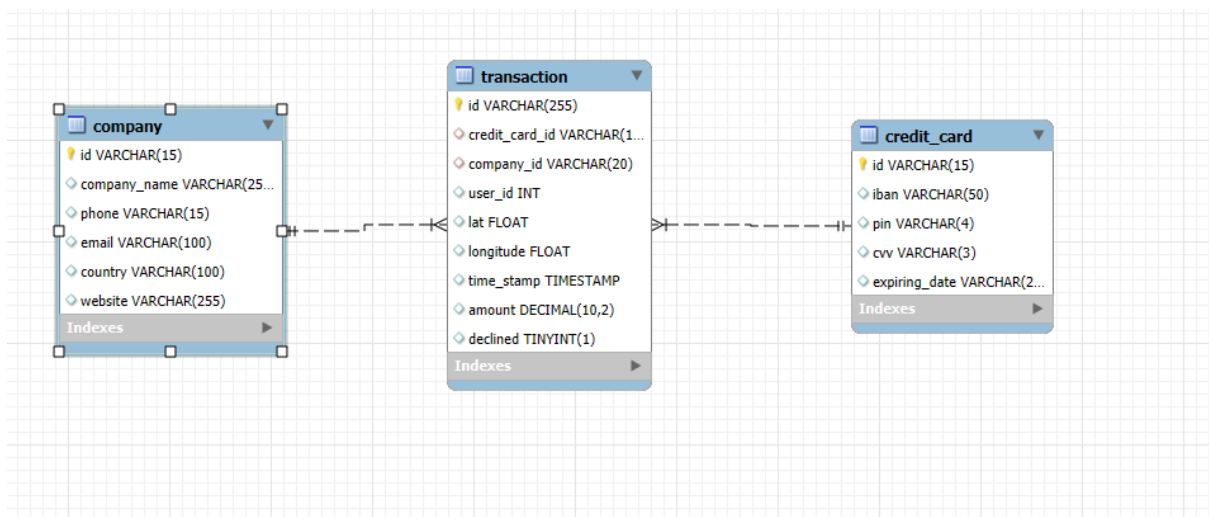 company
id VARCHAR(15)
company_name VARCHAR(25...
phone VARCHAR(15)
email VARCHAR(100)
country VARCHAR(100)
website VARCHAR(255)
Indexes
transaction
id VARCHAR(255)
credit_card_id VARCHAR(1...
company_id VARCHAR(20)
user_id INT
lat FLOAT
longitude FLOAT
time_stamp TIMESTAMP
amount DECIMAL(10,2)
declined TINYINT(1)
Indexes
credit_card
id VARCHAR(15)
iban VARCHAR(50)
pin VARCHAR(4)
cvv VARCHAR(3)
expiring_date VARCHAR(2...
Indexes